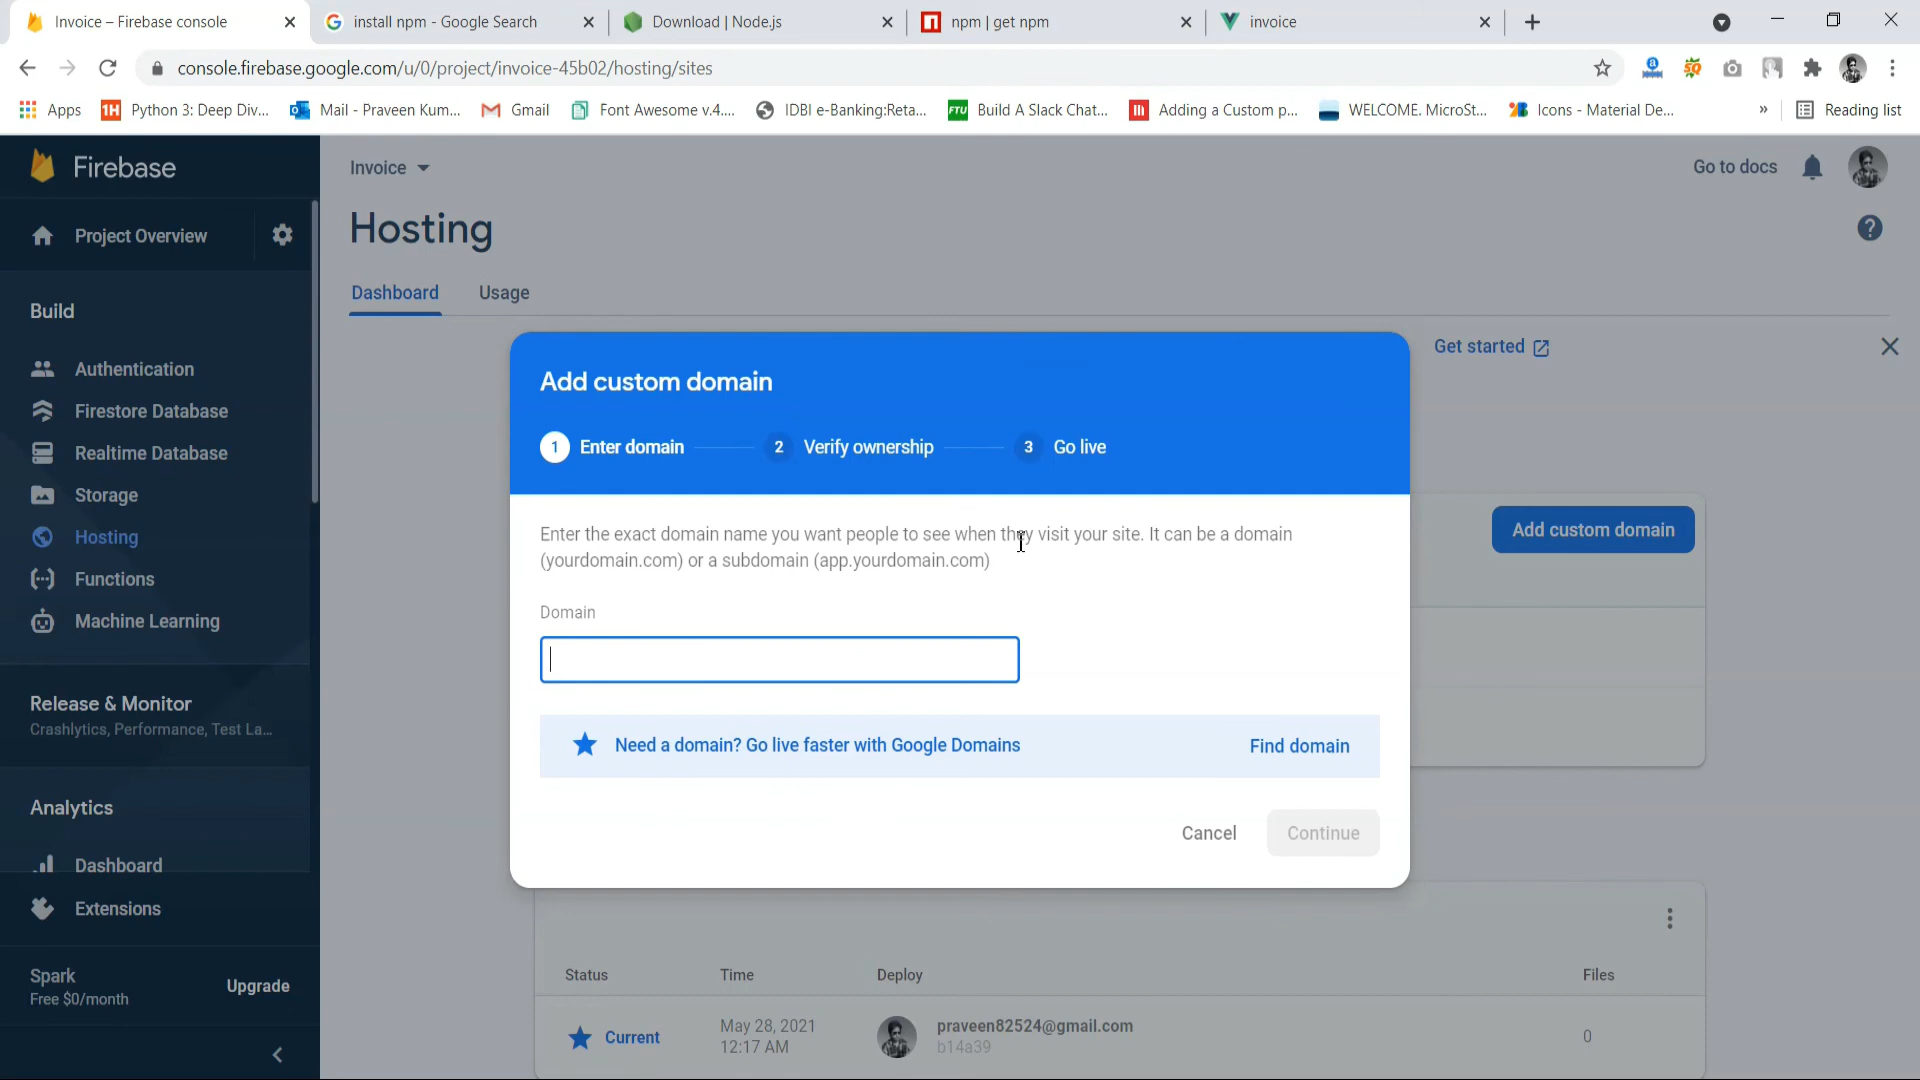 Invoice – Firebase console
install npm - Google Search
Download | Node.js
npm | get npm
invoice
console.firebase.google.com/u/0/project/invoice-45b02/hosting/sites
Apps
Python 3: Deep Div...
Mail - Praveen Kum...
Gmail
Font Awesome v.4....
IDBI e-Banking:Reta...
FTU
Build A Slack Chat...
Adding a Custom p...
WELCOME. MicroSt...
Icons - Material De...
»
Reading list
Firebase
Invoice
Go to docs
Project Overview
Hosting
Dashboard
Usage
Build
Get started
Authentication
Firestore Database
Realtime Database
Storage
Hosting
Functions
Machine Learning
Add custom domain
1 Enter domain
2 Verify ownership
3 Go live
Enter the exact domain name you want people to see when they visit your site. It can be a domain
(yourdomain.com) or a subdomain (app.yourdomain.com)
Add custom domain
Domain
Need a domain? Go live faster with Google Domains
Find domain
Cancel
Continue
Release & Monitor
Crashlytics, Performance, Test La...
Analytics
Dashboard
Extensions
Spark
Free $0/month
Upgrade
Status
Time
Deploy
Files
Current
May 28, 2021
12:17 AM
praveen82524@gmail.com
b14a39
0